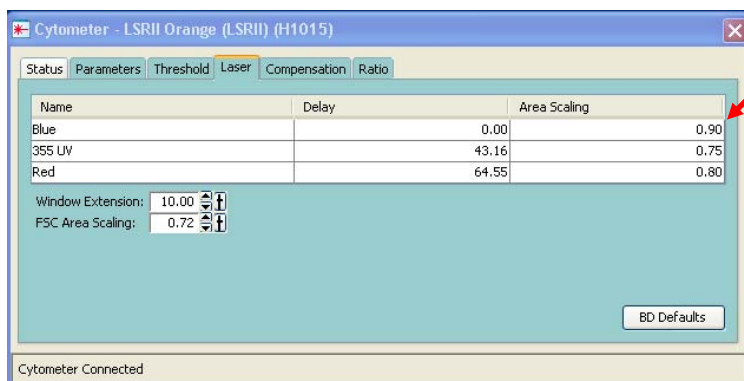 Cytometer - LSRII Orange (LSRII) (H1015)
Status Parameters Threshold Laser Compensation Ratio
Name Delay Area Scaling
Blue 0.00 0.90
355 UV 43.16 0.75
Red 64.55 0.80
Window Extension: 10.00
FSC Area Scaling: 0.72
BD Defaults
Cytometer Connected